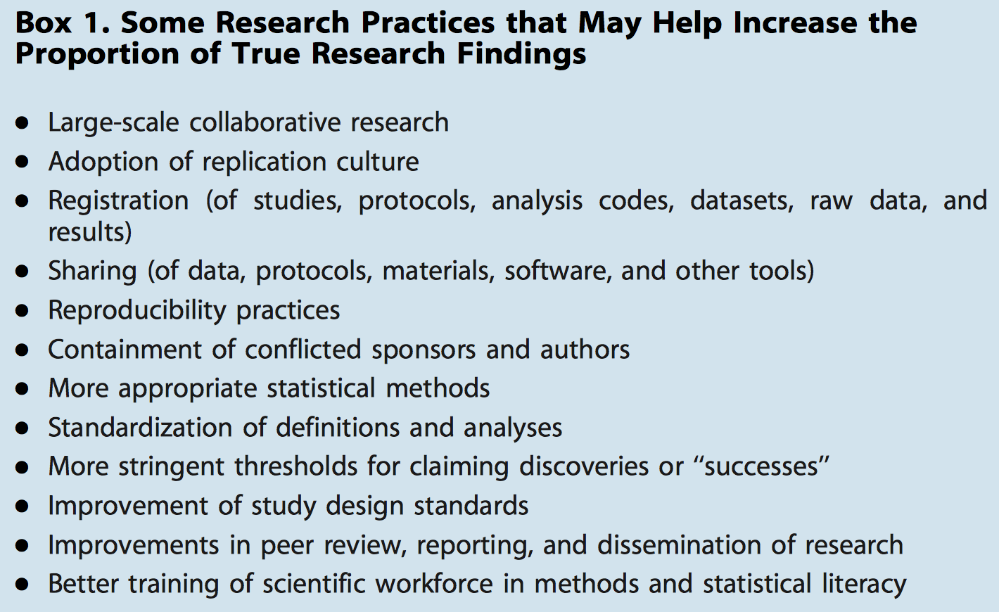 Box 1. Some Research Practices that May Help Increase the
Proportion of True Research Findings
● Large-scale collaborative research
● Adoption of replication culture
● Registration (of studies, protocols, analysis codes, datasets, raw data, and
results)
● Sharing (of data, protocols, materials, software, and other tools)
● Reproducibility practices
● Containment of conflicted sponsors and authors
● More appropriate statistical methods
● Standardization of definitions and analyses
● More stringent thresholds for claiming discoveries or “successes”
● Improvement of study design standards
● Improvements in peer review, reporting, and dissemination of research
● Better training of scientific workforce in methods and statistical literacy